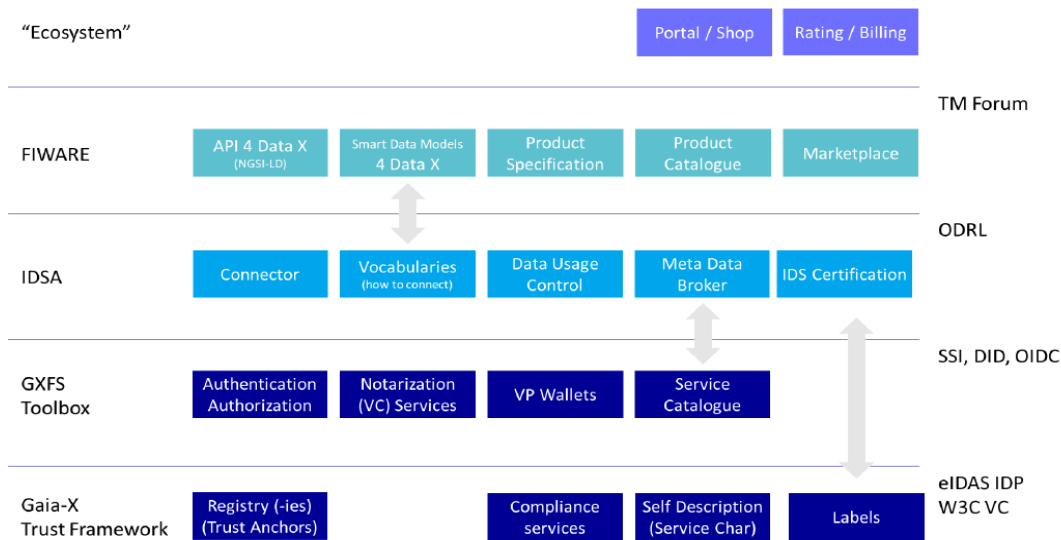 “Ecosystem”
Portal / Shop
Rating / Billing
TM Forum
FIWARE
API 4 Data X
(NGSI-LD)
Smart Data Models
4 Data X
Product
Specification
Product
Catalogue
Marketplace
ODRL
IDSA
Connector
Vocabularies
(how to connect)
Data Usage
Control
Meta Data
Broker
IDS Certification
SSI, DID, OIDC
GXFS
Toolbox
Authentication
Authorization
Notarization
(VC) Services
VP Wallets
Service
Catalogue
eIDAS IDP
W3C VC
Gaia-X
Trust Framework
Registry (-ies)
(Trust Anchors)
Compliance
services
Self Description
(Service Char)
Labels